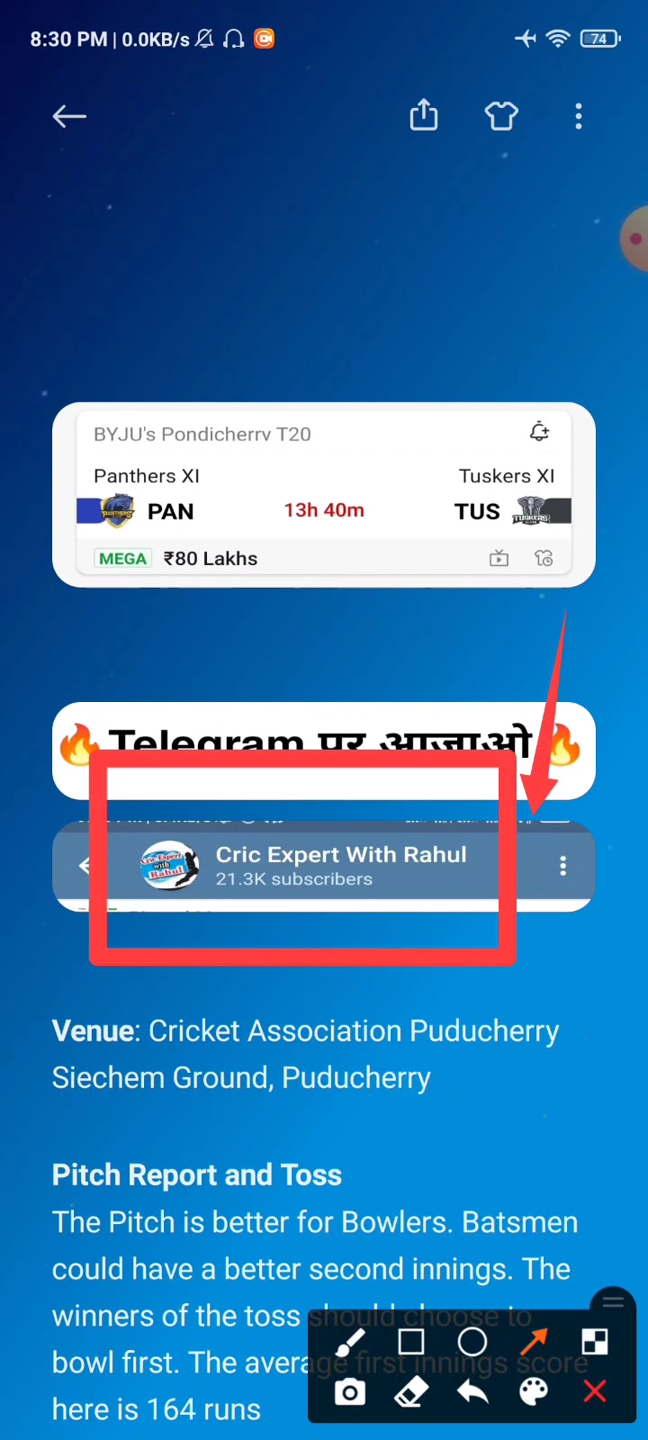 8:30 PM | 0.0KB/s
74
BYJU's Pondicherry T20
Panthers XI
Tuskers XI
PAN
13h 40m
TUS
MEGA ₹80 Lakhs
🔥Telegram पर आजाओ🔥
Cric Expert With Rahul
21.3K subscribers
Venue: Cricket Association Puducherry
Siechem Ground, Puducherry
Pitch Report and Toss
The Pitch is better for Bowlers. Batsmen
could have a better second innings. The
winners of the toss should choose to
bowl first. The average first innings score
here is 164 runs